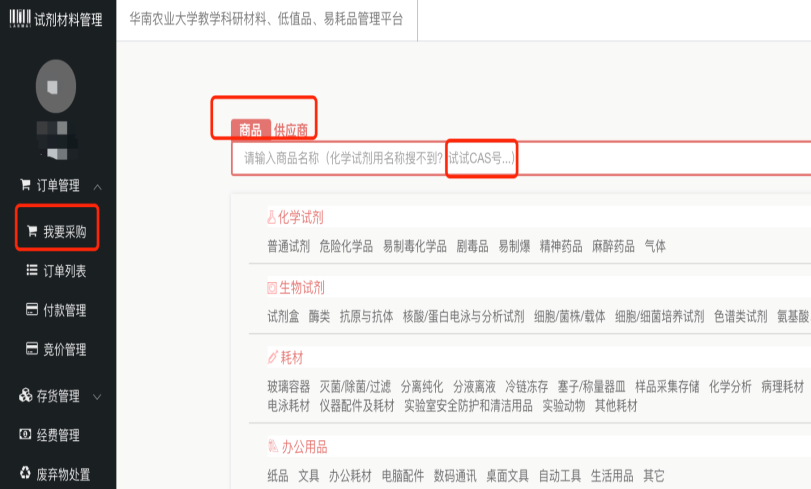 试剂材料管理
华南农业大学教学科研材料、低值品、易耗品管理平台
订单管理
我要采购
订单列表
付款管理
竞价管理
存货管理
经费管理
废弃物处置
商品 供应商
请输入商品名称（化学试剂用名称搜不到？试试CAS号...）
化学试剂
普通试剂 危险化学品 易制毒化学品 剧毒品 易制爆 精神药品 麻醉药品 气体
生物试剂
试剂盒 酶类 抗原与抗体 核酸/蛋白电泳与分析试剂 细胞/菌株/载体 细胞/细菌培养试剂 色谱类试剂 氨基酸
耗材
玻璃容器 灭菌/除菌/过滤 分离纯化 分液离液 冷链冻存 塞子/称量器皿 样品采集存储 化学分析 病理耗材
电泳耗材 仪器配件及耗材 实验室安全防护和清洁用品 实验动物 其他耗材
办公用品
纸品 文具 办公耗材 电脑配件 数码通讯 桌面文具 自动工具 生活用品 其它